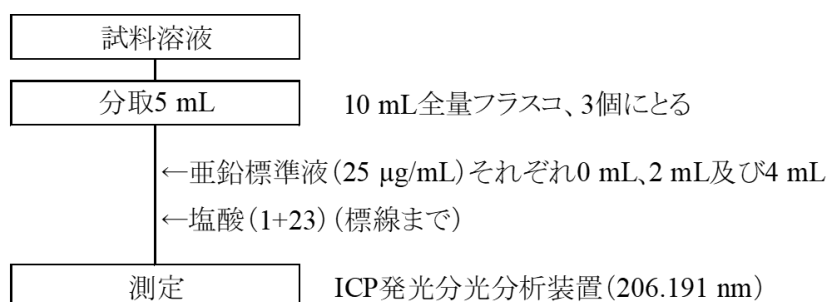 試料溶液
分取5 mL 10 mL全量フラスコ、3個にとる
←亜鉛標準液(25 µg/mL)それぞれ0 mL、2 mL及び4 mL
←塩酸(1+23)(標線まで)
測定 ICP発光分光分析装置(206.191 nm)